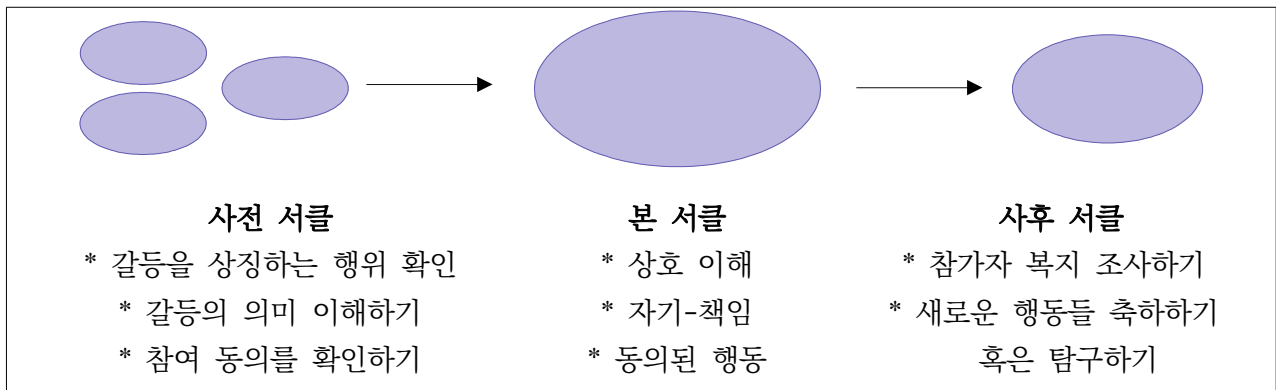 사전 서클
* 갈등을 상징하는 행위 확인
* 갈등의 의미 이해하기
* 참여 동의를 확인하기
본 서클
* 상호 이해
* 자기-책임
* 동의된 행동
사후 서클
* 참가자 복지 조사하기
* 새로운 행동들 축하하기
혹은 탐구하기